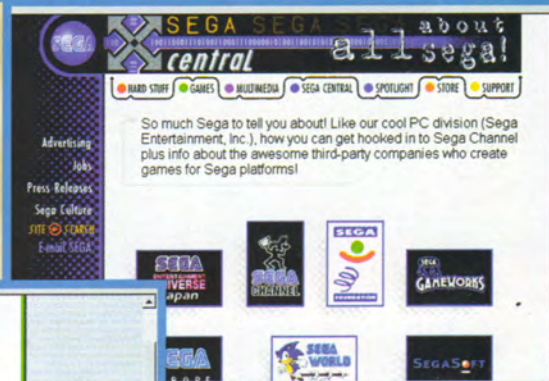 SEGA SEGA SEGA
about
SEGA
central
all sega!
HARD STUFF GAMES MULTIMEDIA SEGA CENTRAL SPOTLIGHT STORE SUPPORT
So much Sega to tell you about! Like our cool PC division (Sega
Entertainment, Inc.), how you can get hooked in to Sega Channel
plus info about the awesome third-party companies who create
games for Sega platforms!
Advertising
Jobs
Press Releases
Sega Culture
SITE SEARCH
E-mail SEGA
SEGA
ENTERTAINMENT
UNIVERSE
Japan
SEGA
CHANNEL
SEGA
FOUNDATION
SEGA
GAMEWORKS
SEGA
SEGA
WORLD
SEGASOFT